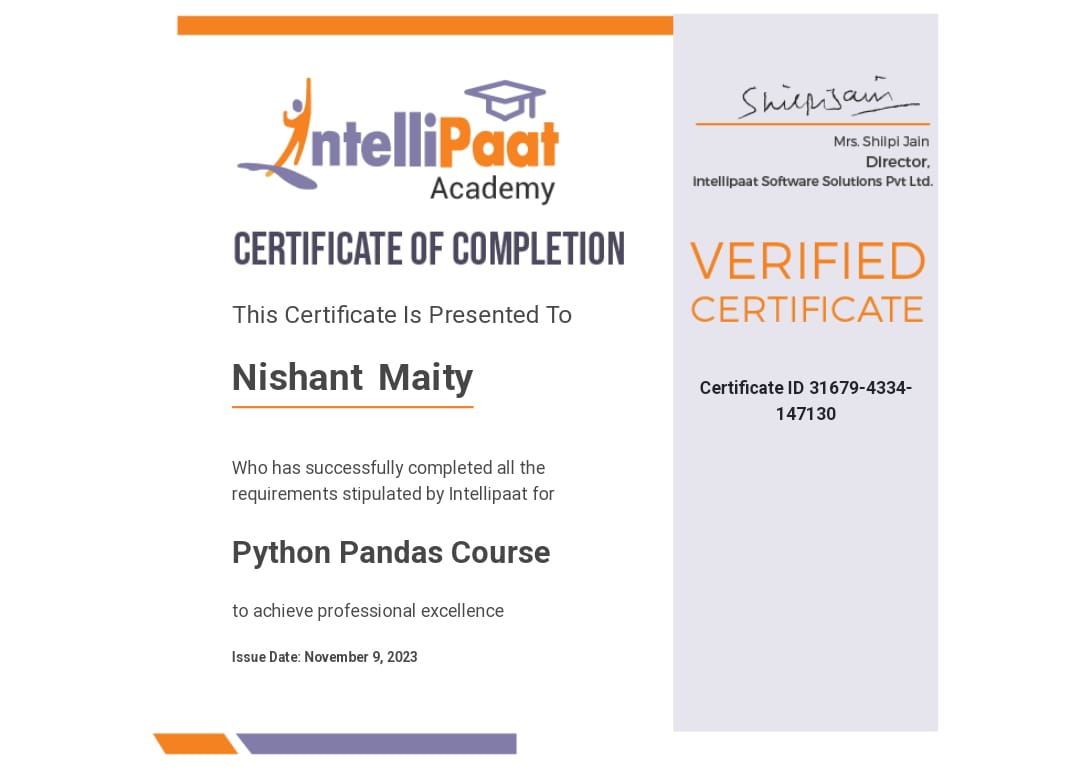 IntelliPaat
Academy
CERTIFICATE OF COMPLETION
This Certificate Is Presented To
Nishant Maity
Who has successfully completed all the
requirements stipulated by Intellipaat for
Python Pandas Course
to achieve professional excellence
Issue Date: November 9, 2023
Shilpi Jain
Mrs. Shilpi Jain
Director,
Intellipaat Software Solutions Pvt Ltd.
VERIFIED
CERTIFICATE
Certificate ID 31679-4334-
147130